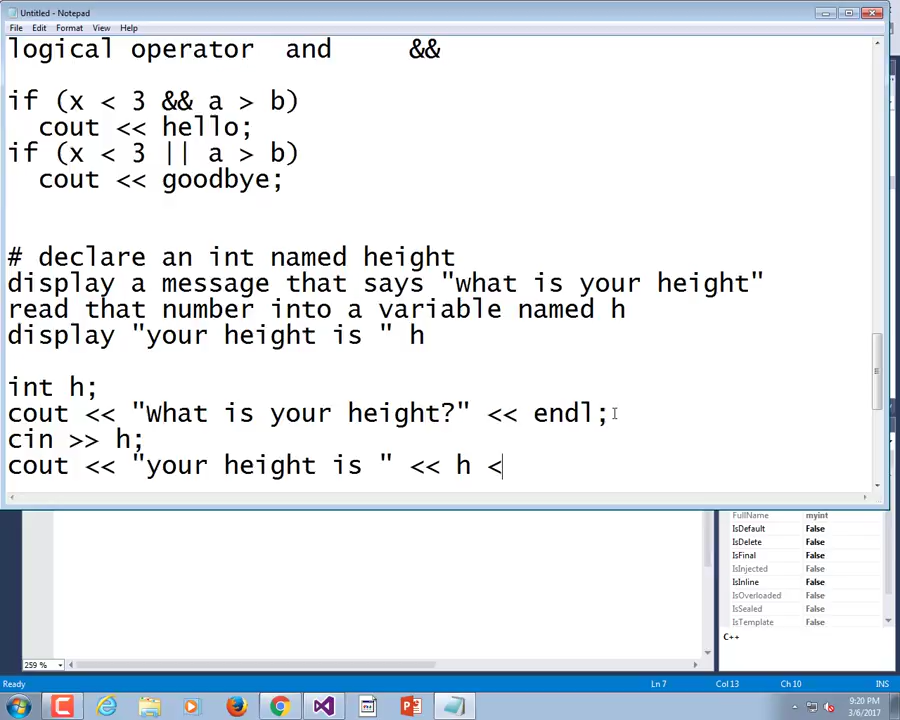 Untitled - Notepad
File Edit Format View Help
logical operator  and     &&
if (x < 3 && a > b)
  cout << hello;
if (x < 3 || a > b)
  cout << goodbye;
# declare an int named height
display a message that says "what is your height"
read that number into a variable named h
display "your height is " h
int h;
cout << "What is your height?" << endl;
cin >> h;
cout << "your height is " << h <
FullName myint
IsDefault False
IsDelete False
IsFinal False
IsInjected False
IsInline False
IsOverloaded False
IsSealed False
IsTemplate False
C++
259 %
Ready Ln 7 Col 13 Ch 10 INS
9:20 PM
3/6/2017